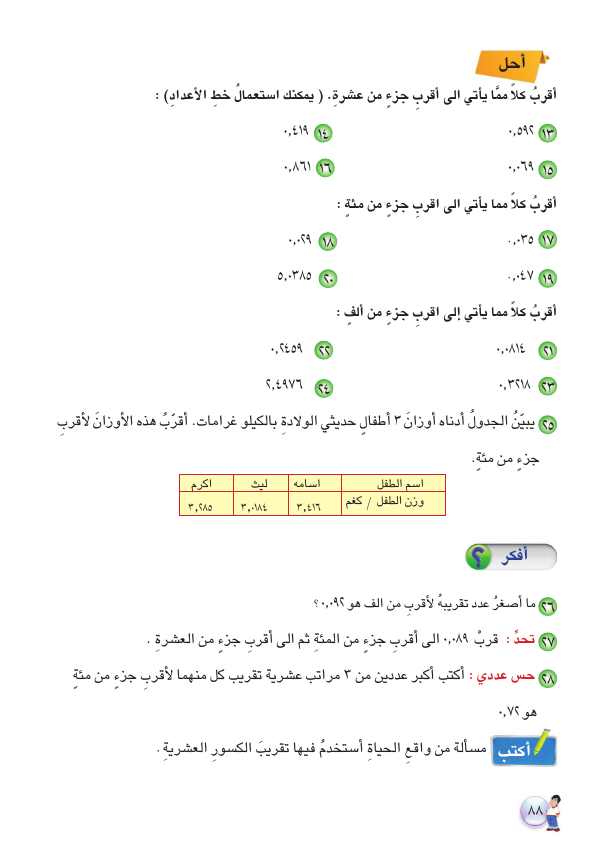 أحل
أقربُ كلاً ممَّا يأتي الى أقربِ جزءٍ من عشرةِ. ( يمكنك استعمالُ خطِ الأعدادِ) :
١٣ ٠,٥٩٢ ١٤ ٠,٤١٩
١٥ ٠,٠٦٩ ١٦ ٠,٨٦١
أقربُ كلاً مما يأتي الى اقربِ جزءٍ من مئةٍ :
١٧ ٠,٠٣٥ ١٨ ٠,٠٢٩
١٩ ٠,٠٤٧ ٢٠ ٥,٠٣٨٥
أقربُ كلاً مما يأتي إلى اقربِ جزءٍ من ألفٍ :
٢١ ٠,٠٨١٤ ٢٢ ٠,٢٤٥٩
٢٣ ٠,٣٢١٨ ٢٤ ٢,٤٩٧٦
٢٥ يبيّنُ الجدولُ أدناه أوزانَ ٣ أطفالٍ حديثي الولادةِ بالكيلو غرامات. أقرّبُ هذه الأوزانَ لأقربِ
جزءٍ من مئةٍ.
اسم الطفل اسامه ليث اكرم
وزن الطفل / كغم ٣,٤١٦ ٣,٠٨٤ ٣,٢٨٥
أفكر ؟
٢٦ ما أصغرُ عدد تقريبهُ لأقربِ من الف هو ٠,٠٩٢؟
٢٧ تحدٍّ : قربُ ٠,٠٨٩ الى أقربِ جزءٍ من المئةِ ثم الى أقربِ جزءٍ من العشرةِ .
٢٨ حس عددي : أكتب أكبر عددين من ٣ مراتب عشرية تقريب كل منهما لأقربِ جزءٍ من مئةٍ
هو ٠,٧٢
أكتب مسألة من واقعِ الحياةِ أستخدمُ فيها تقريبَ الكسورِ العشريةِ .
٨٨